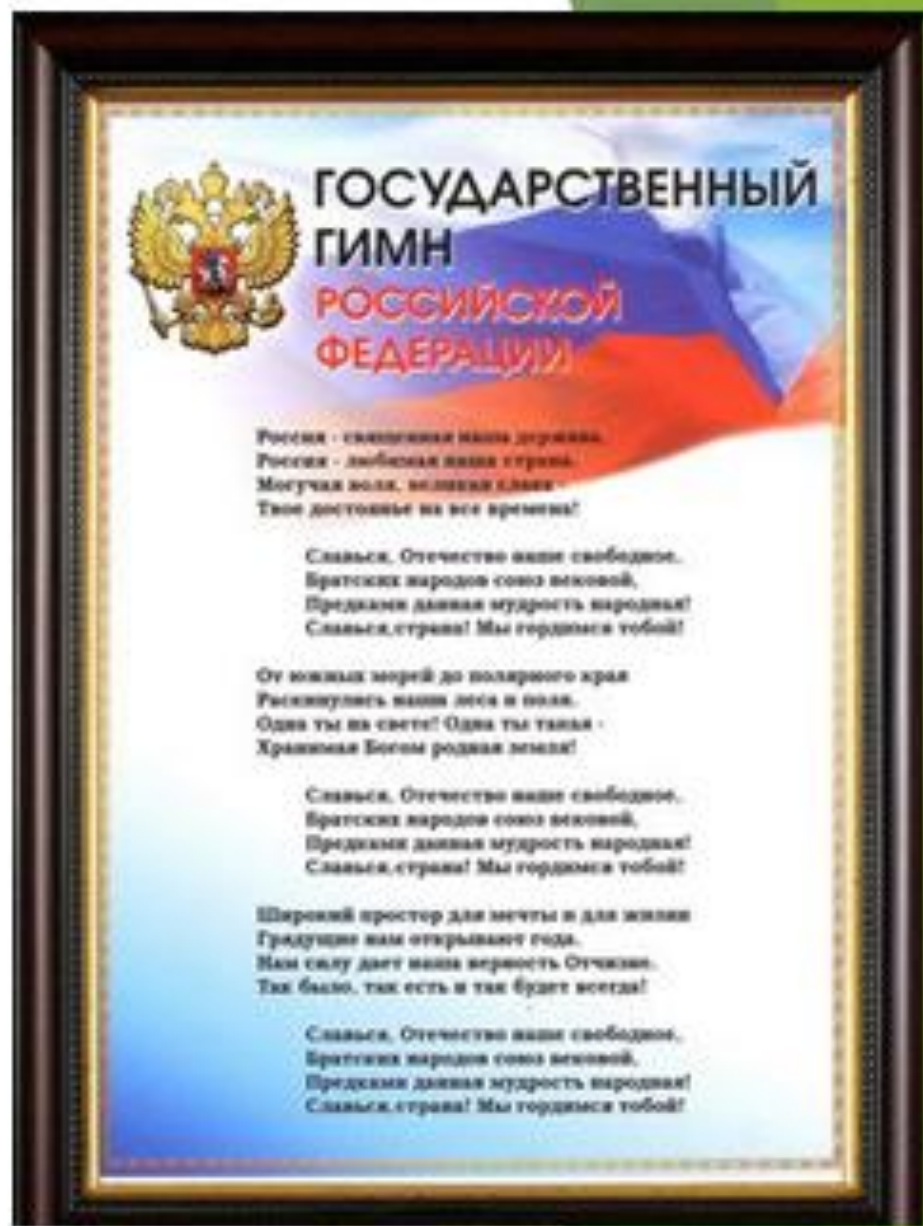 ГОСУДАРСТВЕННЫЙ
ГИМН
РОССИЙСКОЙ
ФЕДЕРАЦИИ
Россия - священная наша держава,
Россия - любимая наша страна.
Могучая воля, великая слава -
Твое достоянье на все времена!
Славься, Отечество наше свободное,
Братских народов союз вековой,
Предками данная мудрость народная!
Славься,страна! Мы гордимся тобой!
От южных морей до полярного края
Раскинулись наши леса и поля.
Одна ты на свете! Одна ты такая -
Хранимая Богом родная земля!
Славься, Отечество наше свободное,
Братских народов союз вековой,
Предками данная мудрость народная!
Славься,страна! Мы гордимся тобой!
Широкий простор для мечты и для жизни
Грядущие нам открывают года.
Нам силу дает наша верность Отчизне.
Так было, так есть и так будет всегда!
Славься, Отечество наше свободное,
Братских народов союз вековой,
Предками данная мудрость народная!
Славься,страна! Мы гордимся тобой!